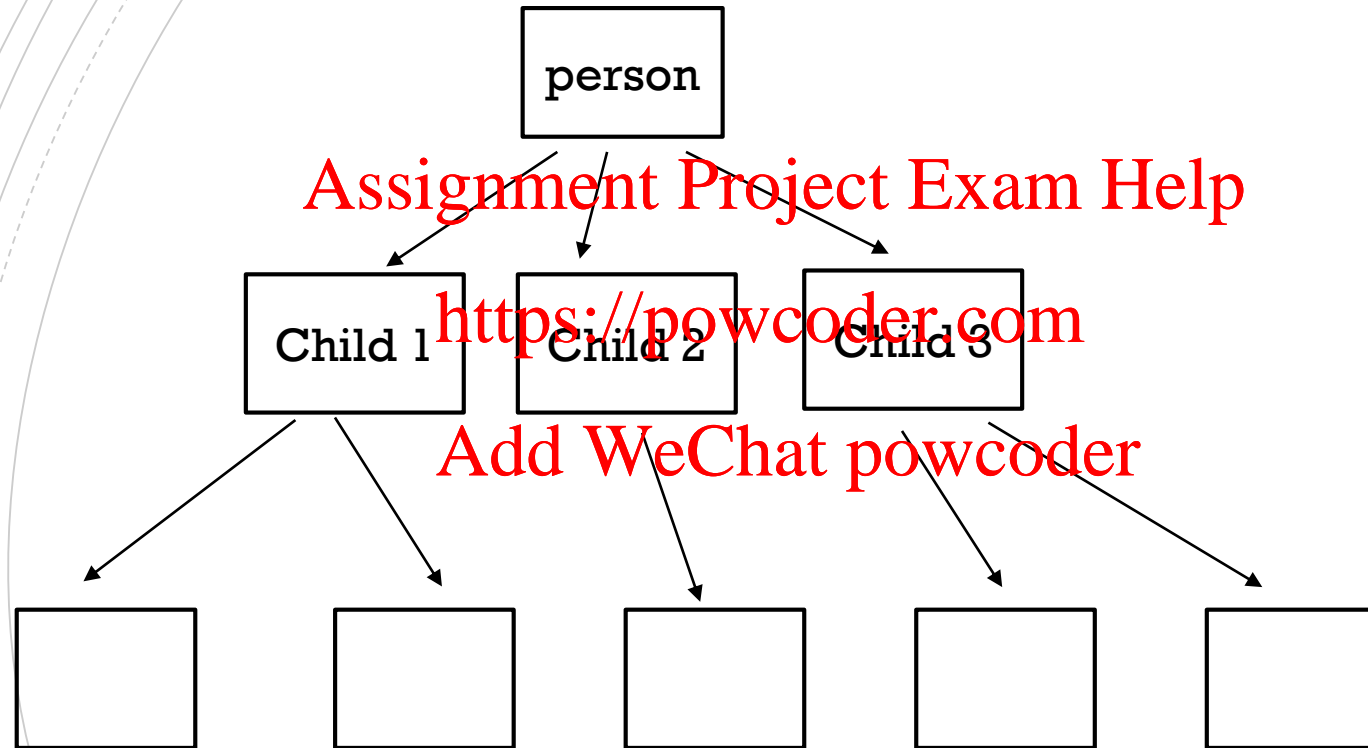 person
Assignment Project Exam Help
https://powcoder.com
Child 1
Child 2
Child 3
Add WeChat powcoder